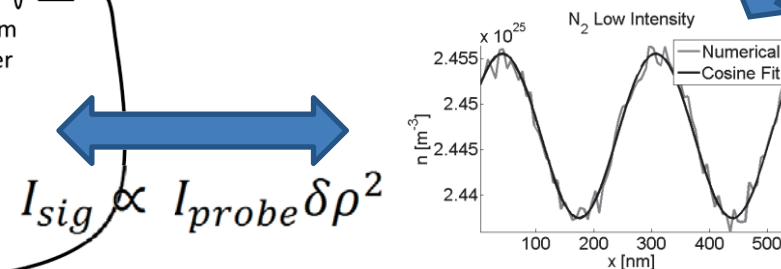 m
er
I_sig ∝ I_probe δρ²
N₂ Low Intensity
x 10²⁵
Numerical
Cosine Fit
2.455
2.45
2.445
2.44
n [m⁻³]
100 200 300 400 500
x [nm]